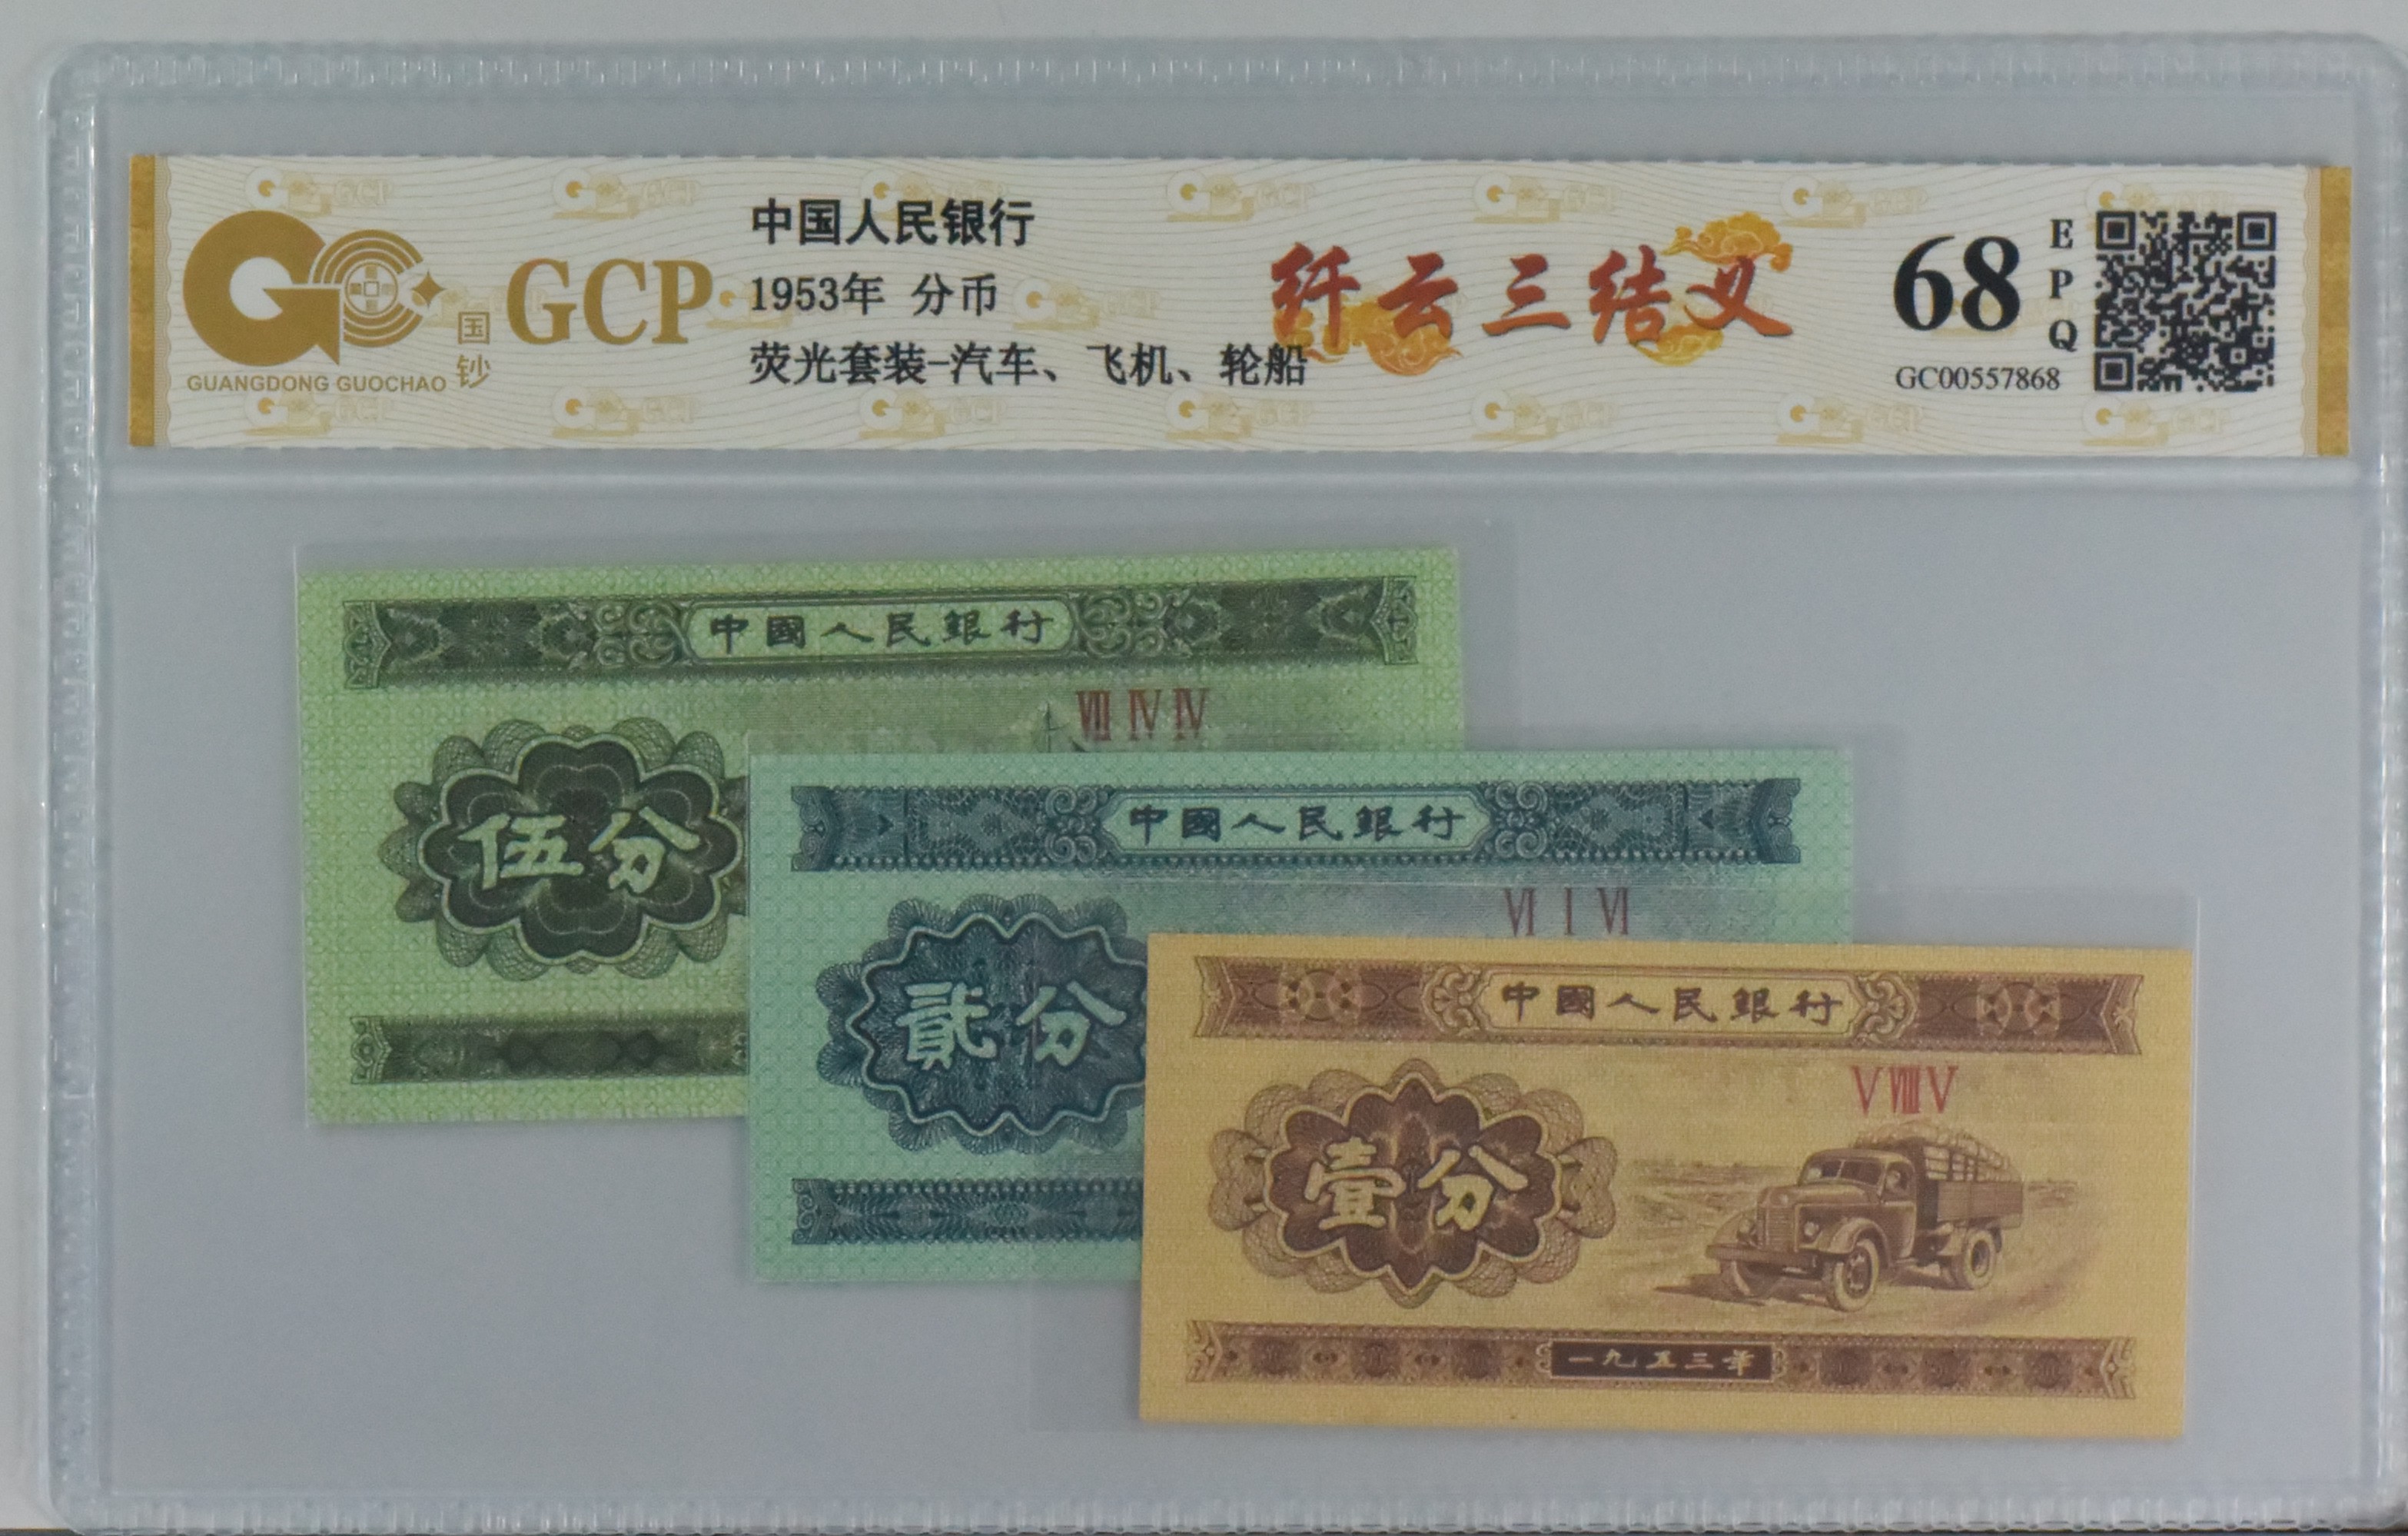 GUANGDONG GUOCHAO
国钞
GCP
中国人民银行
1953年 分币
荧光套装-汽车、飞机、轮船
纤云三结义
68
EPQ
GC00557868
中國人民銀行
Ⅶ Ⅳ Ⅳ
伍分
中國人民銀行
Ⅵ Ⅰ Ⅵ
貳分
中國人民銀行
Ⅴ Ⅷ Ⅴ
壹分
一九五三年